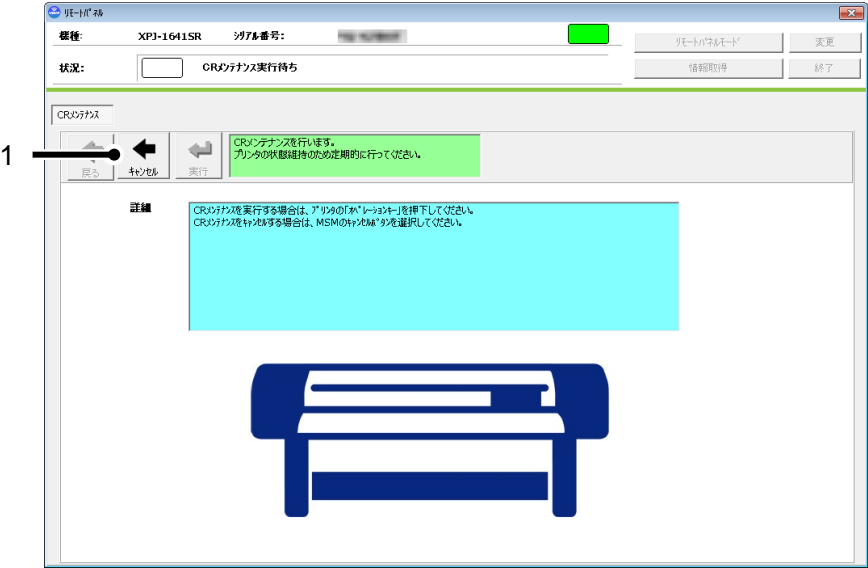 ﾘﾓｰﾄﾊﾟﾈﾙ
機種: XPJ-1641SR ｼﾘｱﾙ番号:
ﾘﾓｰﾄﾊﾟﾈﾙﾓｰﾄﾞ 変更
状況: CRﾒﾝﾃﾅﾝｽ実行待ち
情報取得 終了
CRﾒﾝﾃﾅﾝｽ
1
戻る ｷｬﾝｾﾙ 実行
CRメンテナンスを行います。
プリンタの状態維持のため定期的に行ってください。
詳細
CRﾒﾝﾃﾅﾝｽを実行する場合は、ﾌﾟﾘﾝﾀの「ｵﾍﾟﾚｰｼｮﾝｷｰ」を押下してください。
CRﾒﾝﾃﾅﾝｽをｷｬﾝｾﾙする場合は、MSMのｷｬﾝｾﾙﾎﾞﾀﾝを選択してください。